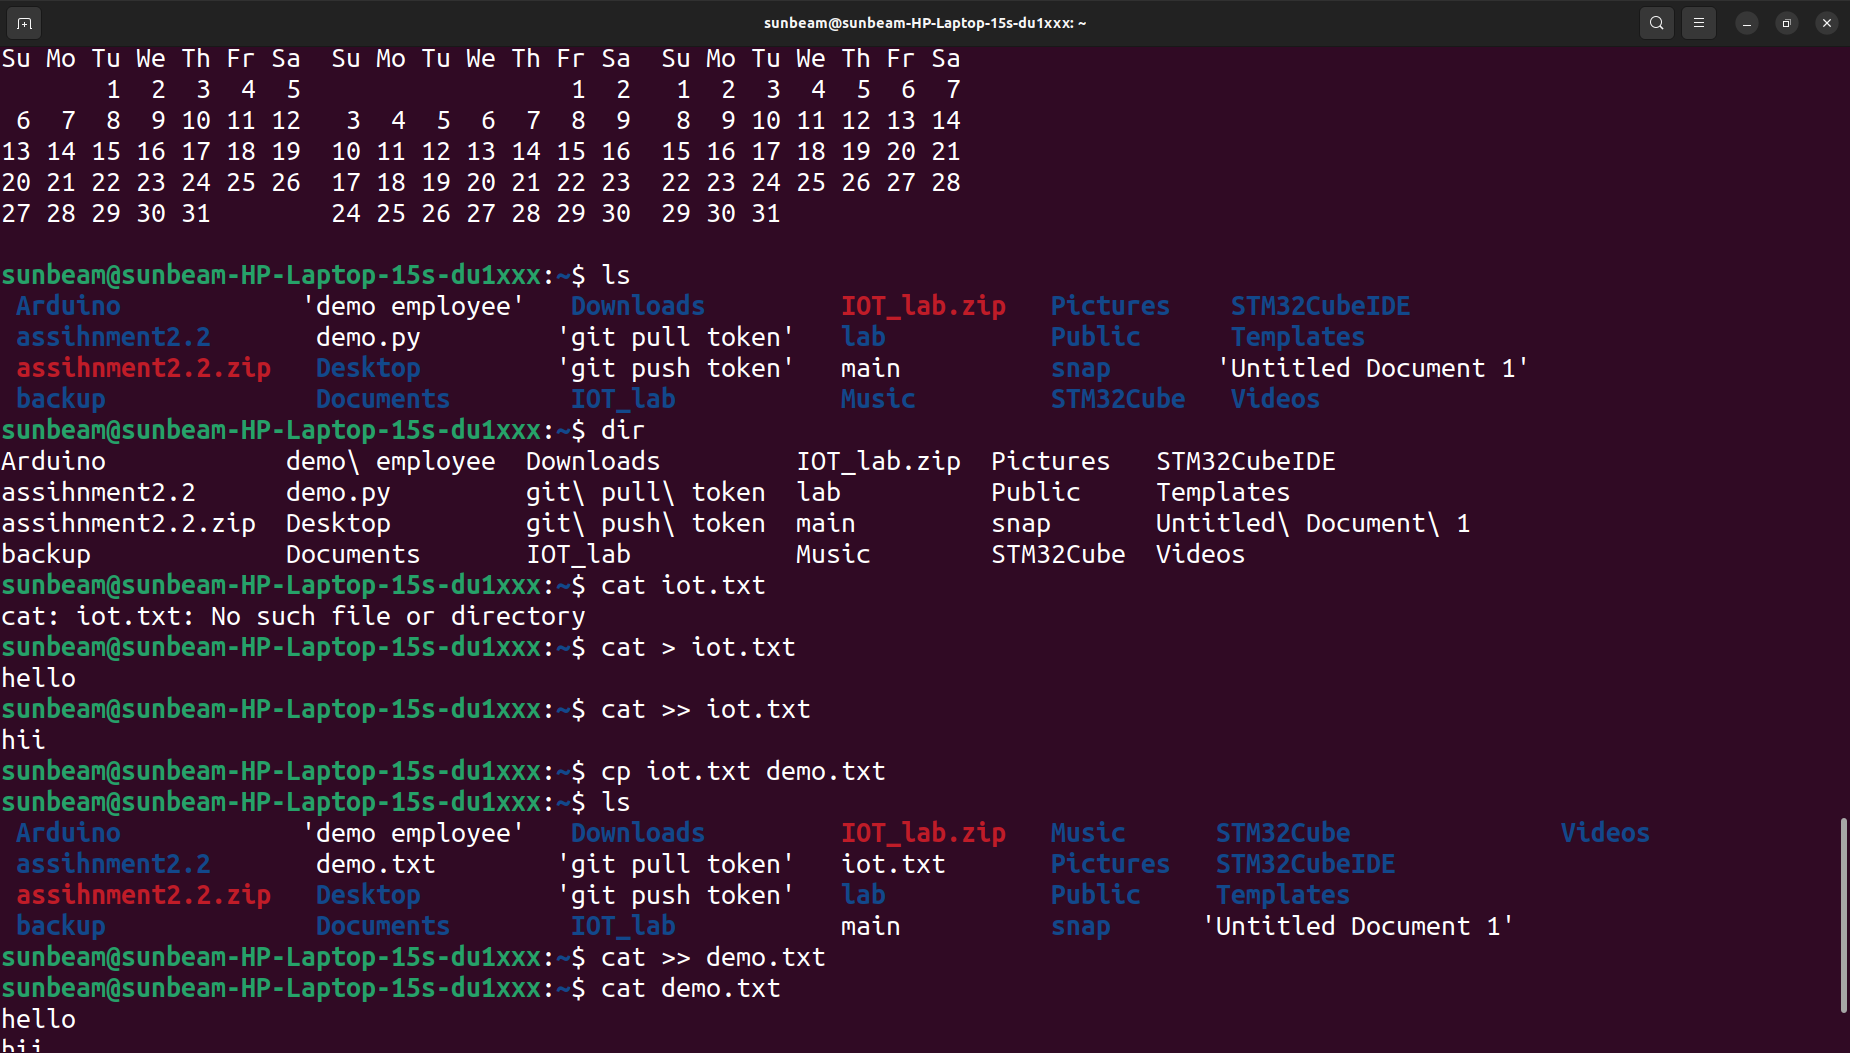 sunbeam@sunbeam-HP-Laptop-15s-du1xxx: ~
Su Mo Tu We Th Fr Sa  Su Mo Tu We Th Fr Sa  Su Mo Tu We Th Fr Sa
       1  2  3  4  5                  1  2   1  2  3  4  5  6  7
 6  7  8  9 10 11 12   3  4  5  6  7  8  9   8  9 10 11 12 13 14
13 14 15 16 17 18 19  10 11 12 13 14 15 16  15 16 17 18 19 20 21
20 21 22 23 24 25 26  17 18 19 20 21 22 23  22 23 24 25 26 27 28
27 28 29 30 31        24 25 26 27 28 29 30  29 30 31
sunbeam@sunbeam-HP-Laptop-15s-du1xxx:~$ ls
 Arduino            'demo employee'   Downloads         IOT_lab.zip   Pictures    STM32CubeIDE
 assihnment2.2       demo.py         'git pull token'   lab           Public      Templates
 assihnment2.2.zip   Desktop         'git push token'   main          snap       'Untitled Document 1'
 backup              Documents        IOT_lab           Music         STM32Cube   Videos
sunbeam@sunbeam-HP-Laptop-15s-du1xxx:~$ dir
Arduino            demo\ employee  Downloads         IOT_lab.zip  Pictures   STM32CubeIDE
assihnment2.2      demo.py         git\ pull\ token  lab          Public     Templates
assihnment2.2.zip  Desktop         git\ push\ token  main         snap       Untitled\ Document\ 1
backup             Documents       IOT_lab           Music        STM32Cube  Videos
sunbeam@sunbeam-HP-Laptop-15s-du1xxx:~$ cat iot.txt
cat: iot.txt: No such file or directory
sunbeam@sunbeam-HP-Laptop-15s-du1xxx:~$ cat > iot.txt
hello
sunbeam@sunbeam-HP-Laptop-15s-du1xxx:~$ cat >> iot.txt
hii
sunbeam@sunbeam-HP-Laptop-15s-du1xxx:~$ cp iot.txt demo.txt
sunbeam@sunbeam-HP-Laptop-15s-du1xxx:~$ ls
 Arduino            'demo employee'   Downloads         IOT_lab.zip   Music      STM32Cube              Videos
 assihnment2.2       demo.txt        'git pull token'   iot.txt       Pictures   STM32CubeIDE
 assihnment2.2.zip   Desktop         'git push token'   lab           Public     Templates
 backup              Documents        IOT_lab           main          snap      'Untitled Document 1'
sunbeam@sunbeam-HP-Laptop-15s-du1xxx:~$ cat >> demo.txt
sunbeam@sunbeam-HP-Laptop-15s-du1xxx:~$ cat demo.txt
hello
hii